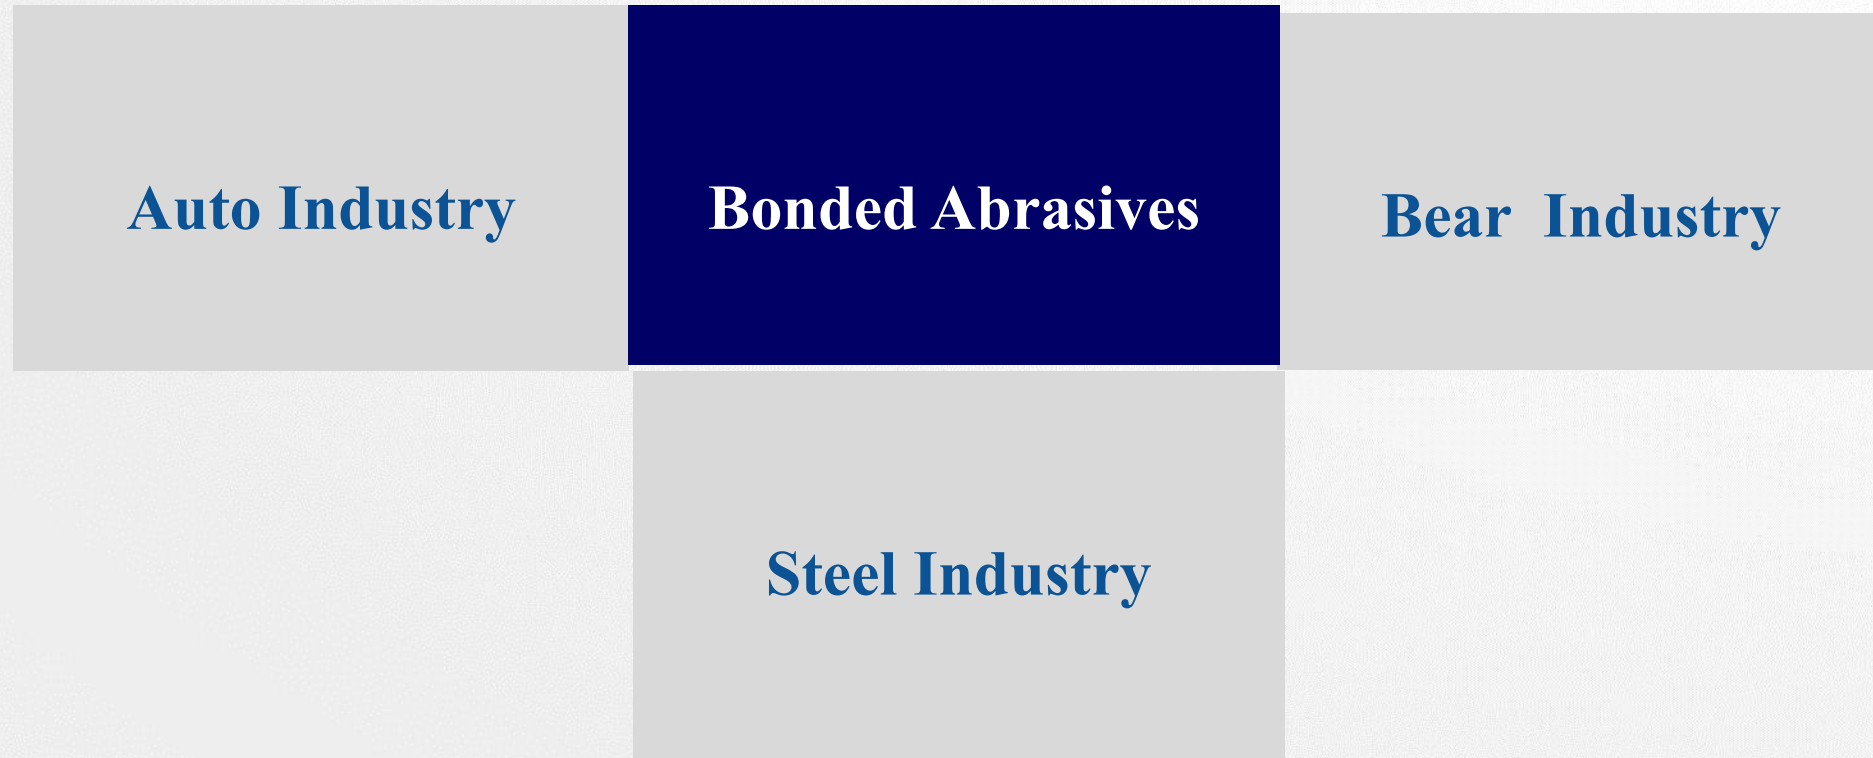 Auto Industry
Bonded Abrasives
Bear  Industry
Steel Industry